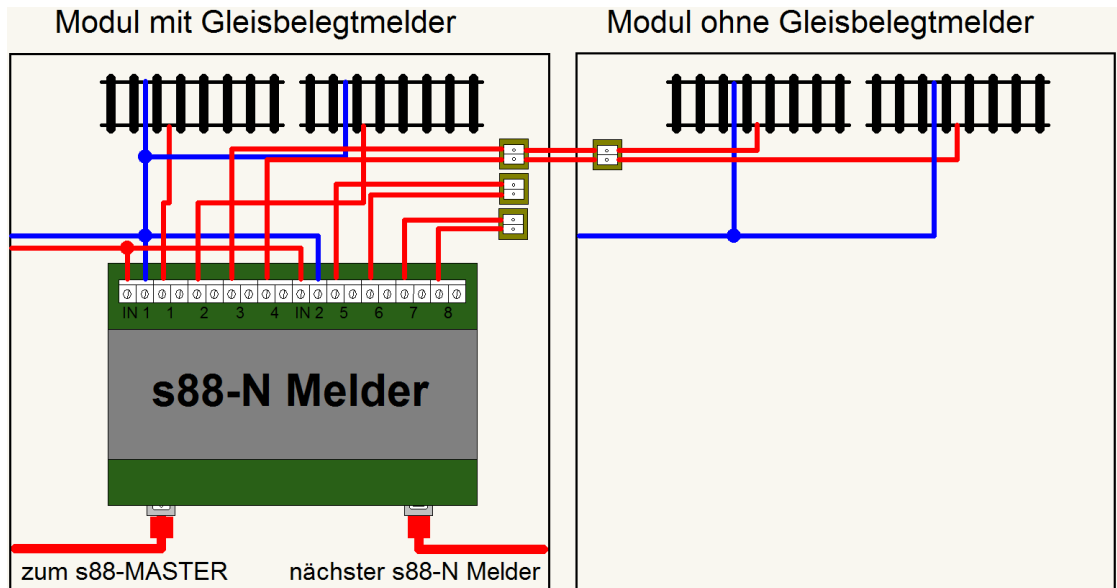 Modul mit Gleisbelegtmelder
Modul ohne Gleisbelegtmelder
IN 1 1 2 3 4 IN 2 5 6 7 8
s88-N Melder
zum s88-MASTER
nächster s88-N Melder